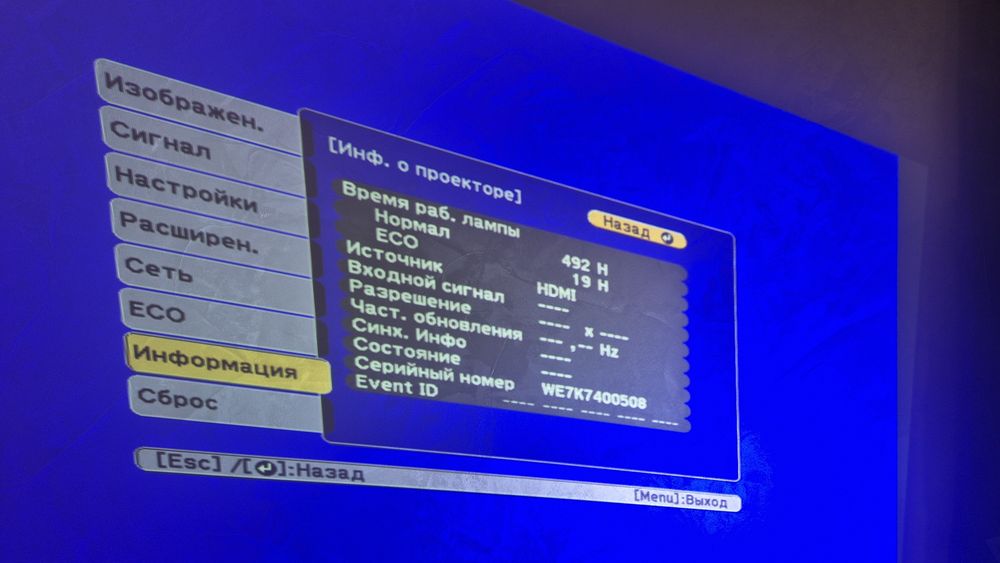 Изображен.
Сигнал
Настройки
Расширен.
Сеть
ECO
Информация
Сброс
[Инф. о проекторе]
Назад
Время раб. лампы
Нормал 492 H
ECO 19 H
Источник HDMI
Входной сигнал ----
Разрешение ---- x ----
Част. обновления ---,-- Hz
Синх. Инфо ----
Состояние ----
Серийный номер WE7K7400508
Event ID ---- ---- ---- ---- ----
[Esc] /[↵]:Назад
[Menu]:Выход